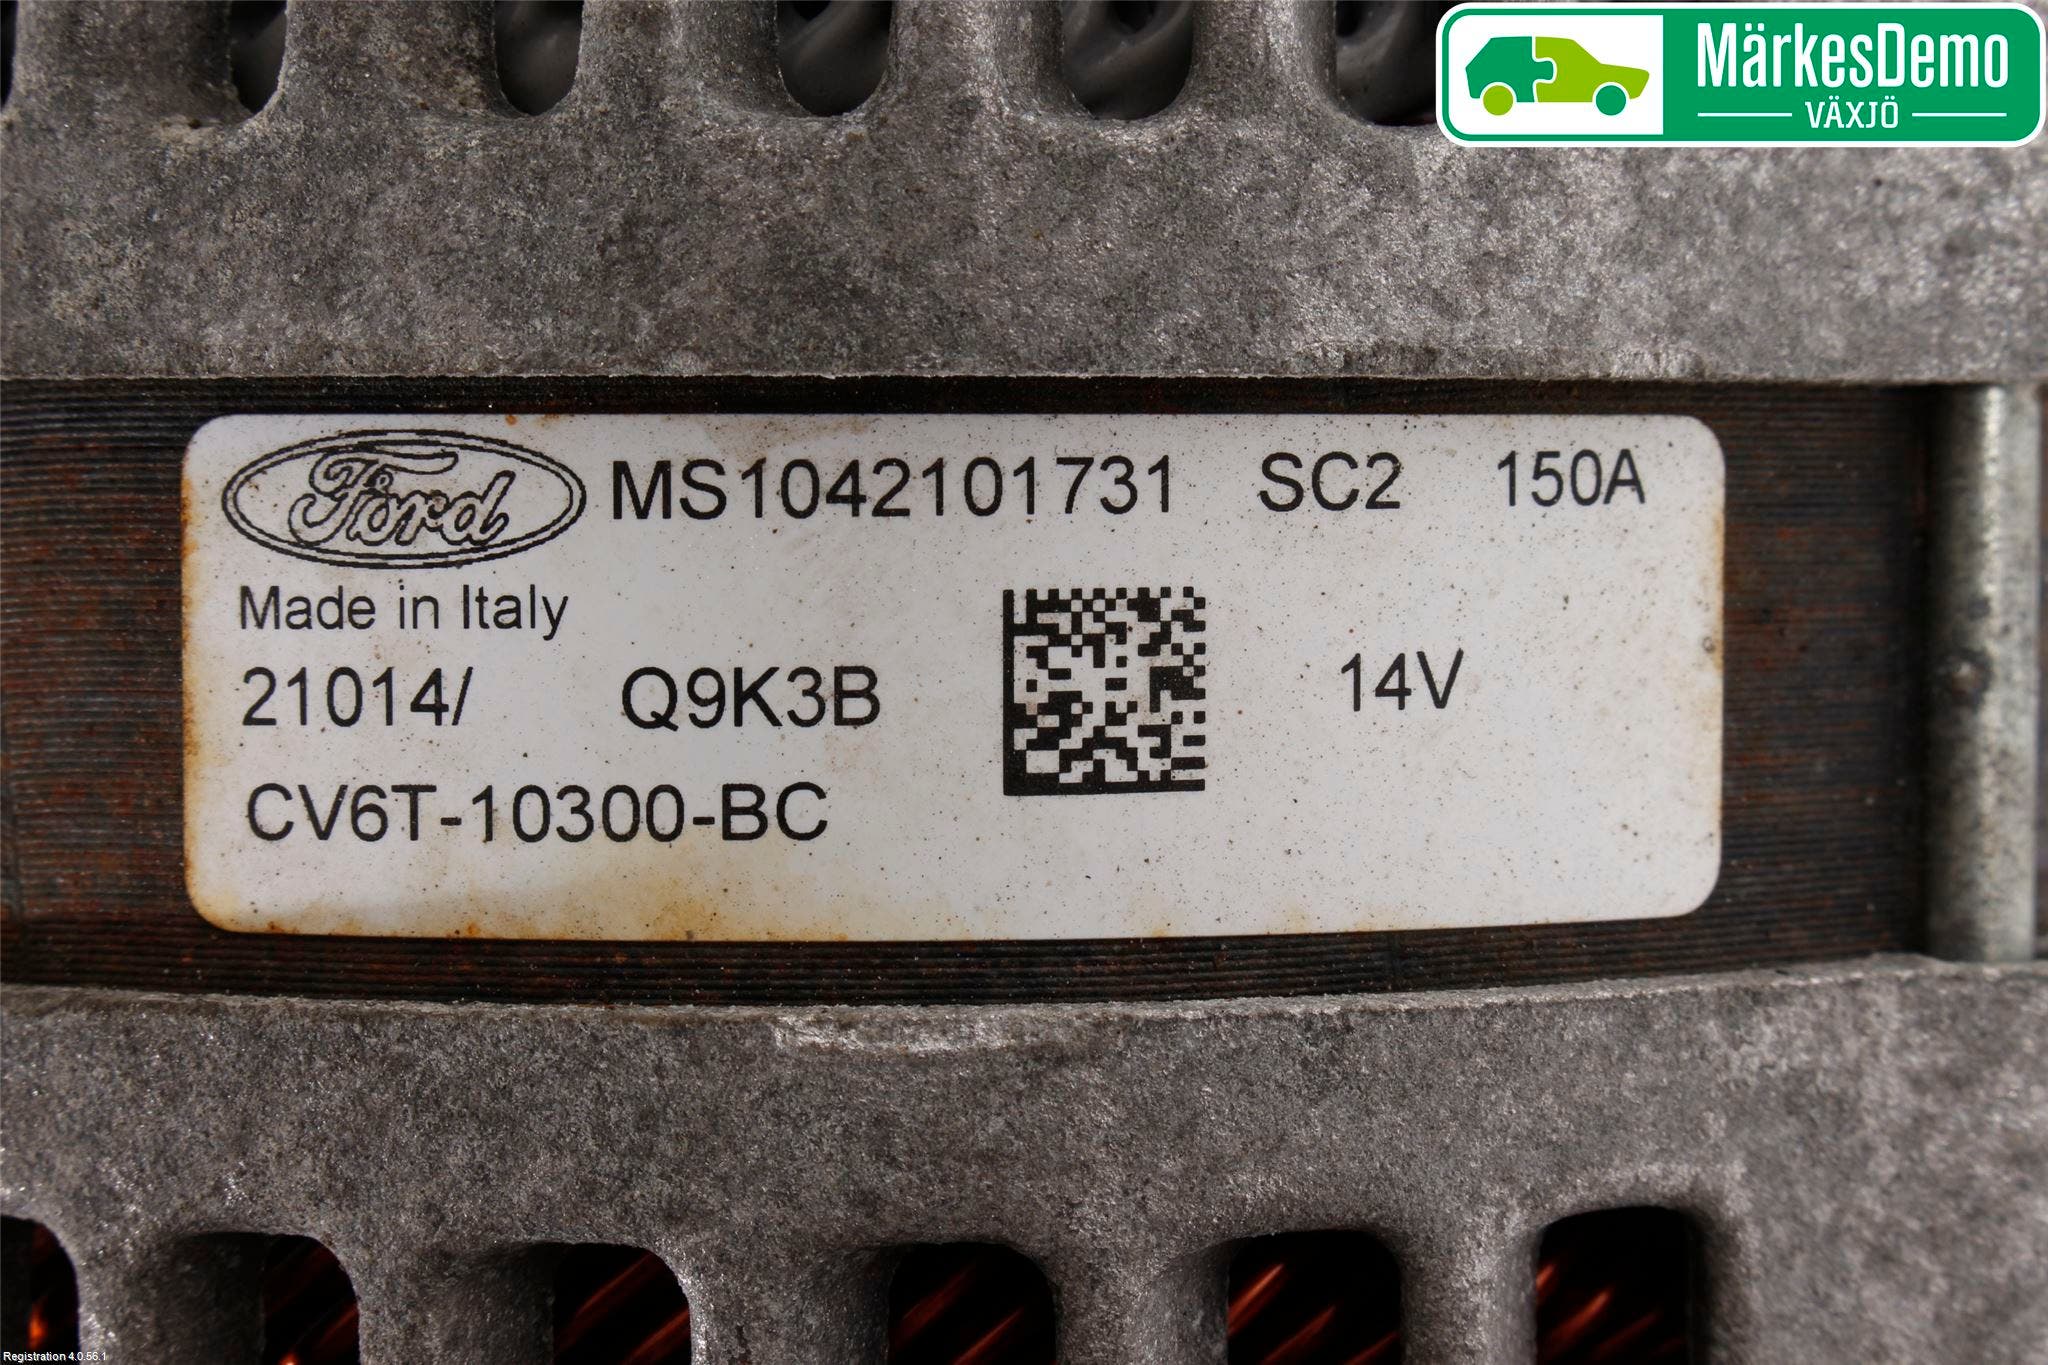 MärkesDemo
VÄXJÖ
Ford MS1042101731 SC2 150A
Made in Italy
21014/ Q9K3B 14V
CV6T-10300-BC
Registration 4.0.56.1